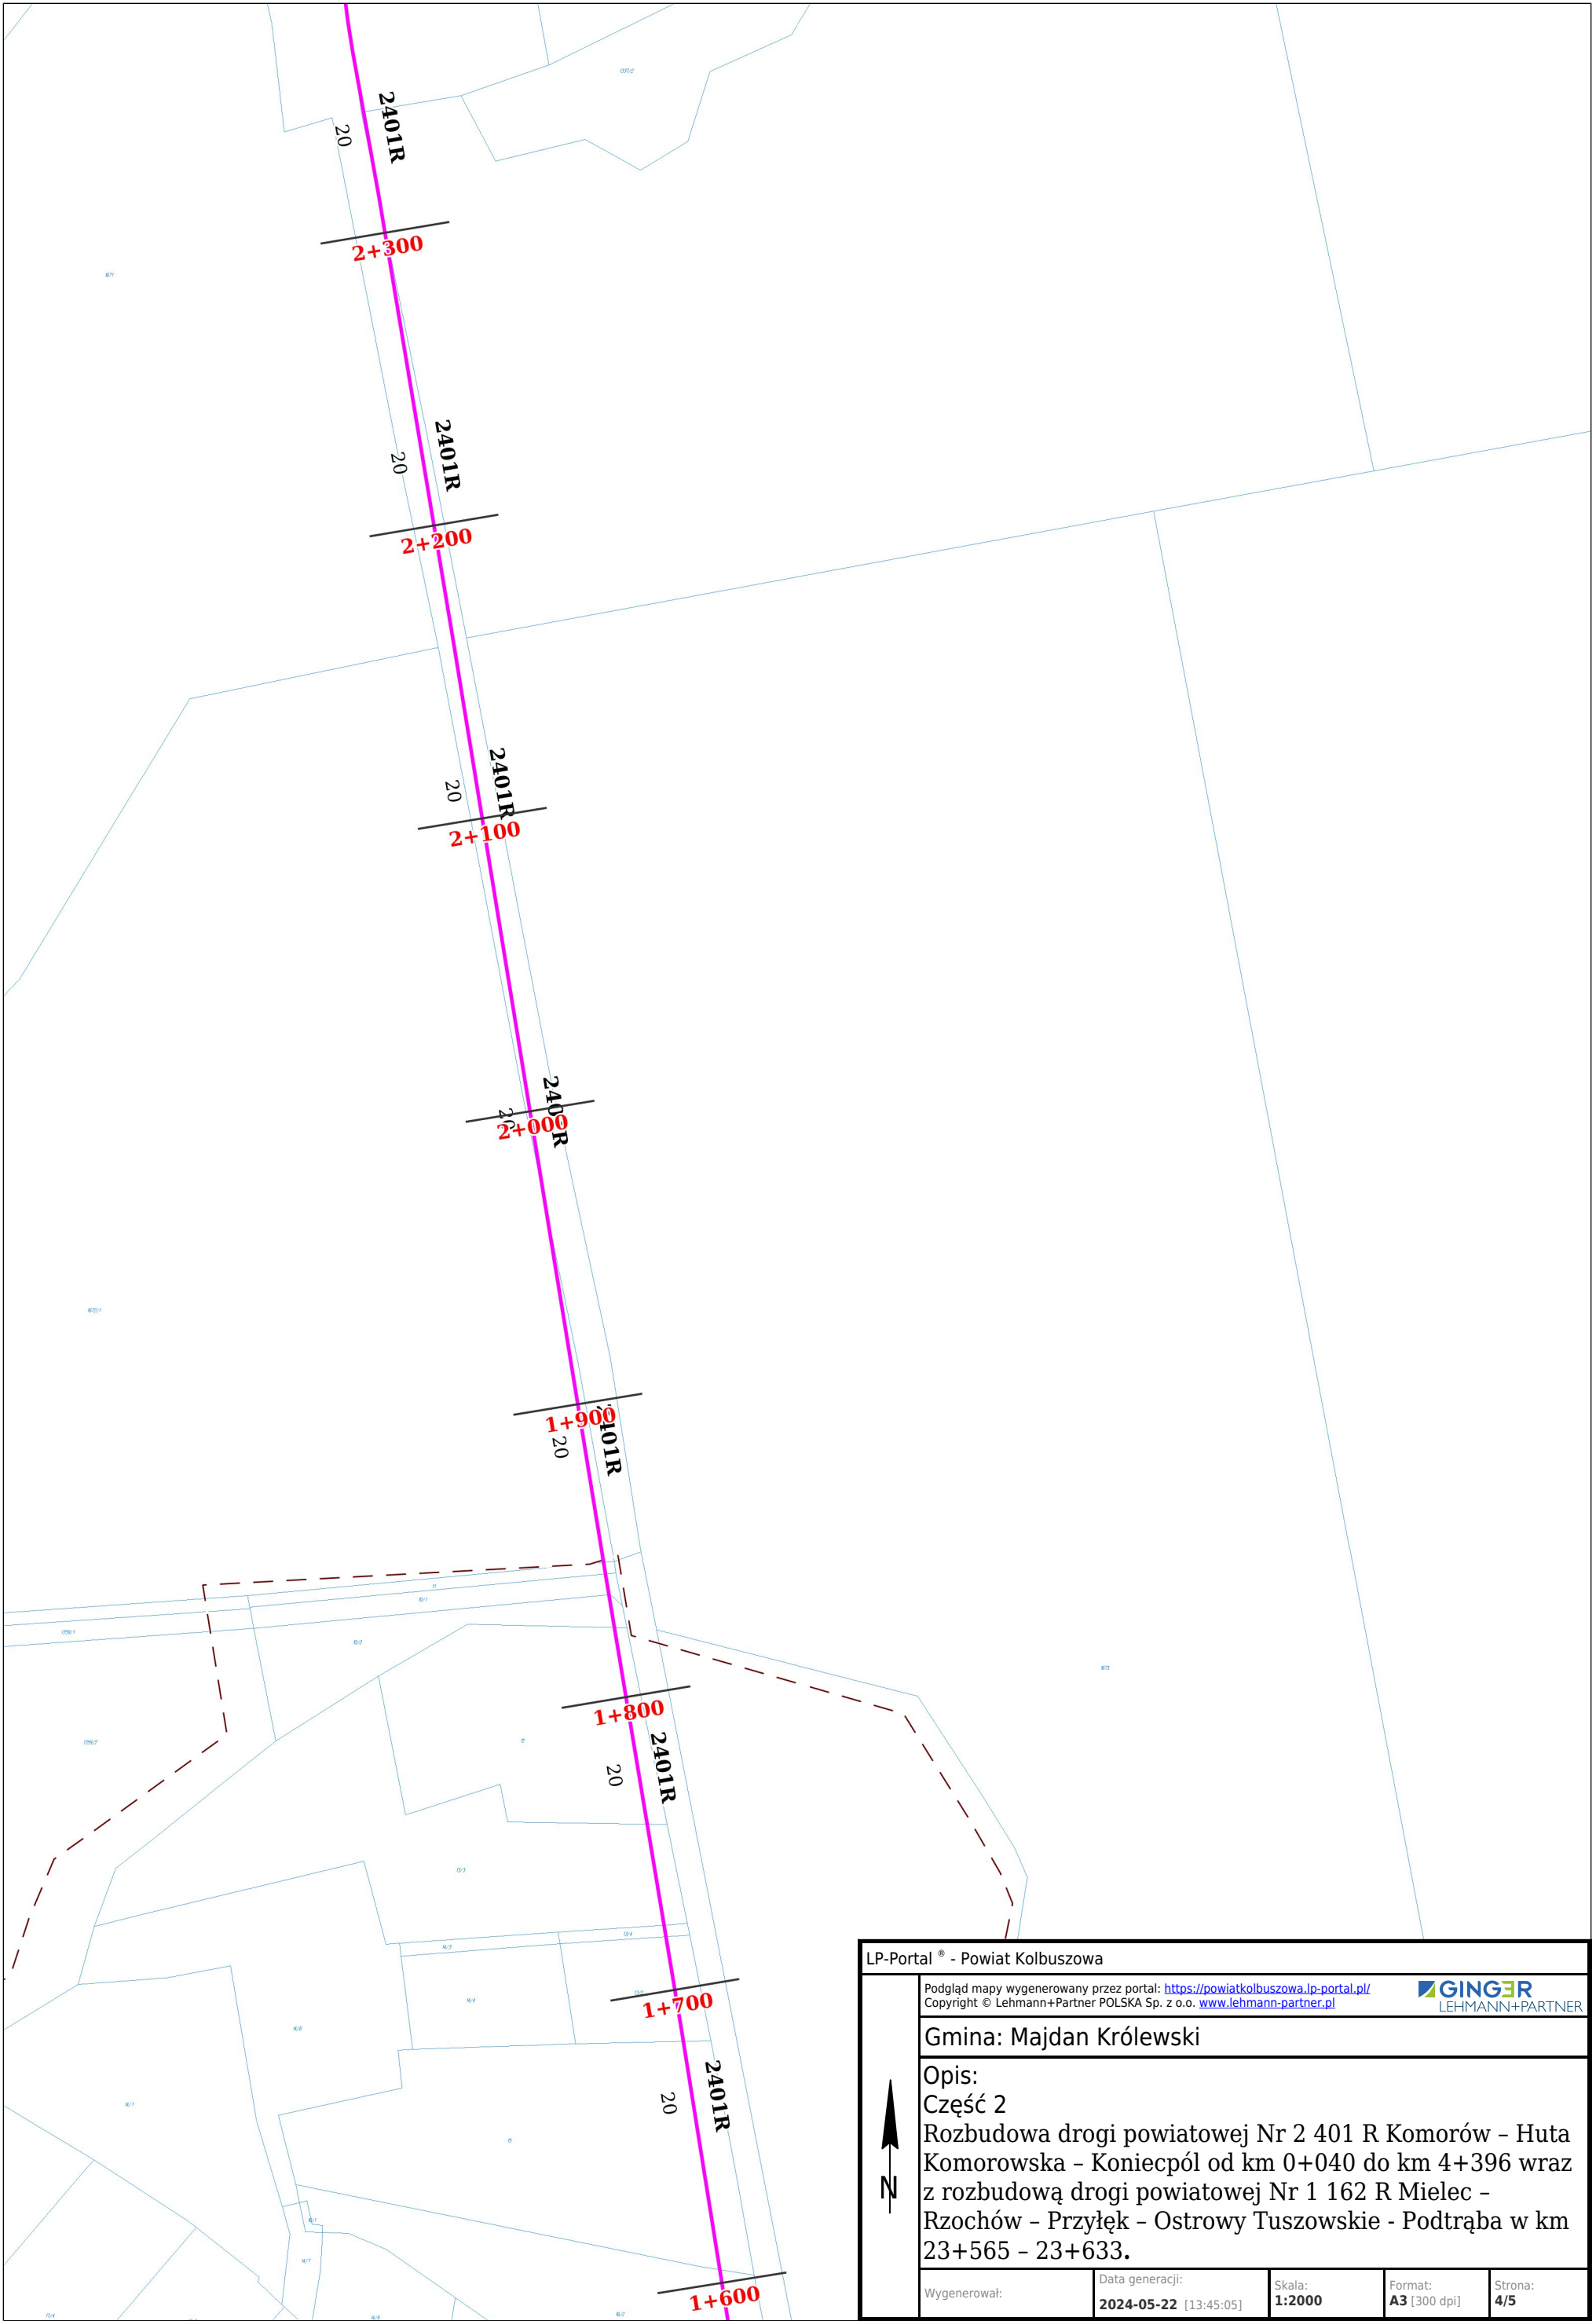 2401R
20
2+300
2401R
20
2+200
2401R
20
2+100
2401R
20
2+000
1+900
2401R
20
1+800
2401R
20
1+700
2401R
20
1+600
LP-Portal ® - Powiat Kolbuszowa
Podgląd mapy wygenerowany przez portal: https://powiatkolbuszowa.lp-portal.pl/
Copyright © Lehmann+Partner POLSKA Sp. z o.o. www.lehmann-partner.pl
GINGER
LEHMANN+PARTNER
Gmina: Majdan Królewski
Opis:
Część 2
Rozbudowa drogi powiatowej Nr 2 401 R Komorów – Huta
Komorowska – Koniecpól od km 0+040 do km 4+396 wraz
z rozbudową drogi powiatowej Nr 1 162 R Mielec –
Rzochów – Przyłęk – Ostrowy Tuszowskie - Podtrąba w km
23+565 – 23+633.
N
Wygenerował:
Data generacji:
2024-05-22 [13:45:05]
Skala:
1:2000
Format:
A3 [300 dpi]
Strona:
4/5